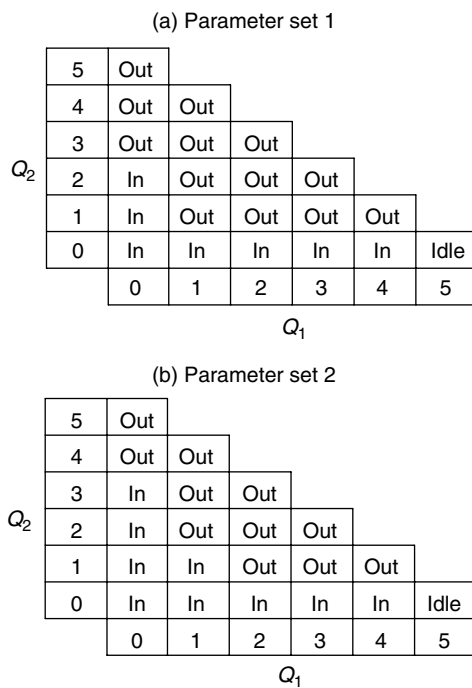 (a) Parameter set 1
5 Out
4 Out Out
3 Out Out Out
Q2
2 In Out Out Out
1 In Out Out Out Out
0 In In In In In Idle
0 1 2 3 4 5
Q1
(b) Parameter set 2
5 Out
4 Out Out
3 In Out Out
Q2
2 In Out Out Out
1 In In Out Out Out
0 In In In In In Idle
0 1 2 3 4 5
Q1